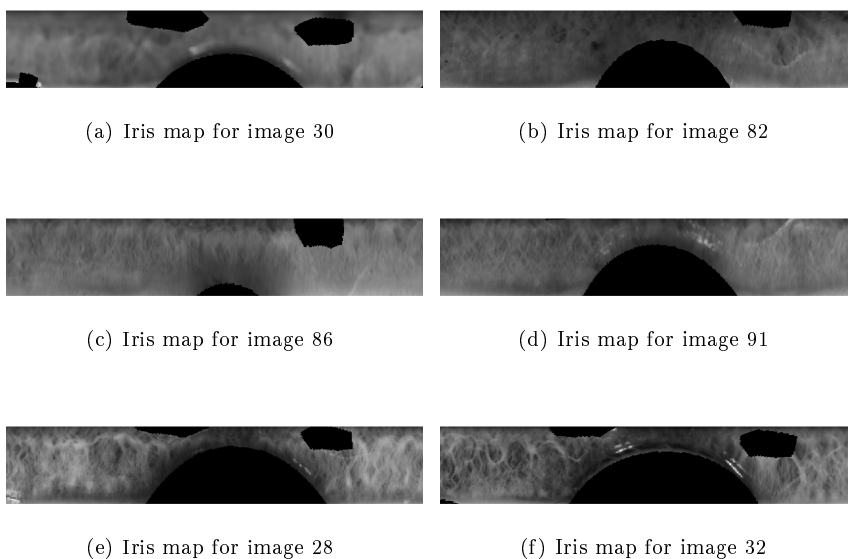 (a) Iris map for image 30
(b) Iris map for image 82
(c) Iris map for image 86
(d) Iris map for image 91
(e) Iris map for image 28
(f) Iris map for image 32